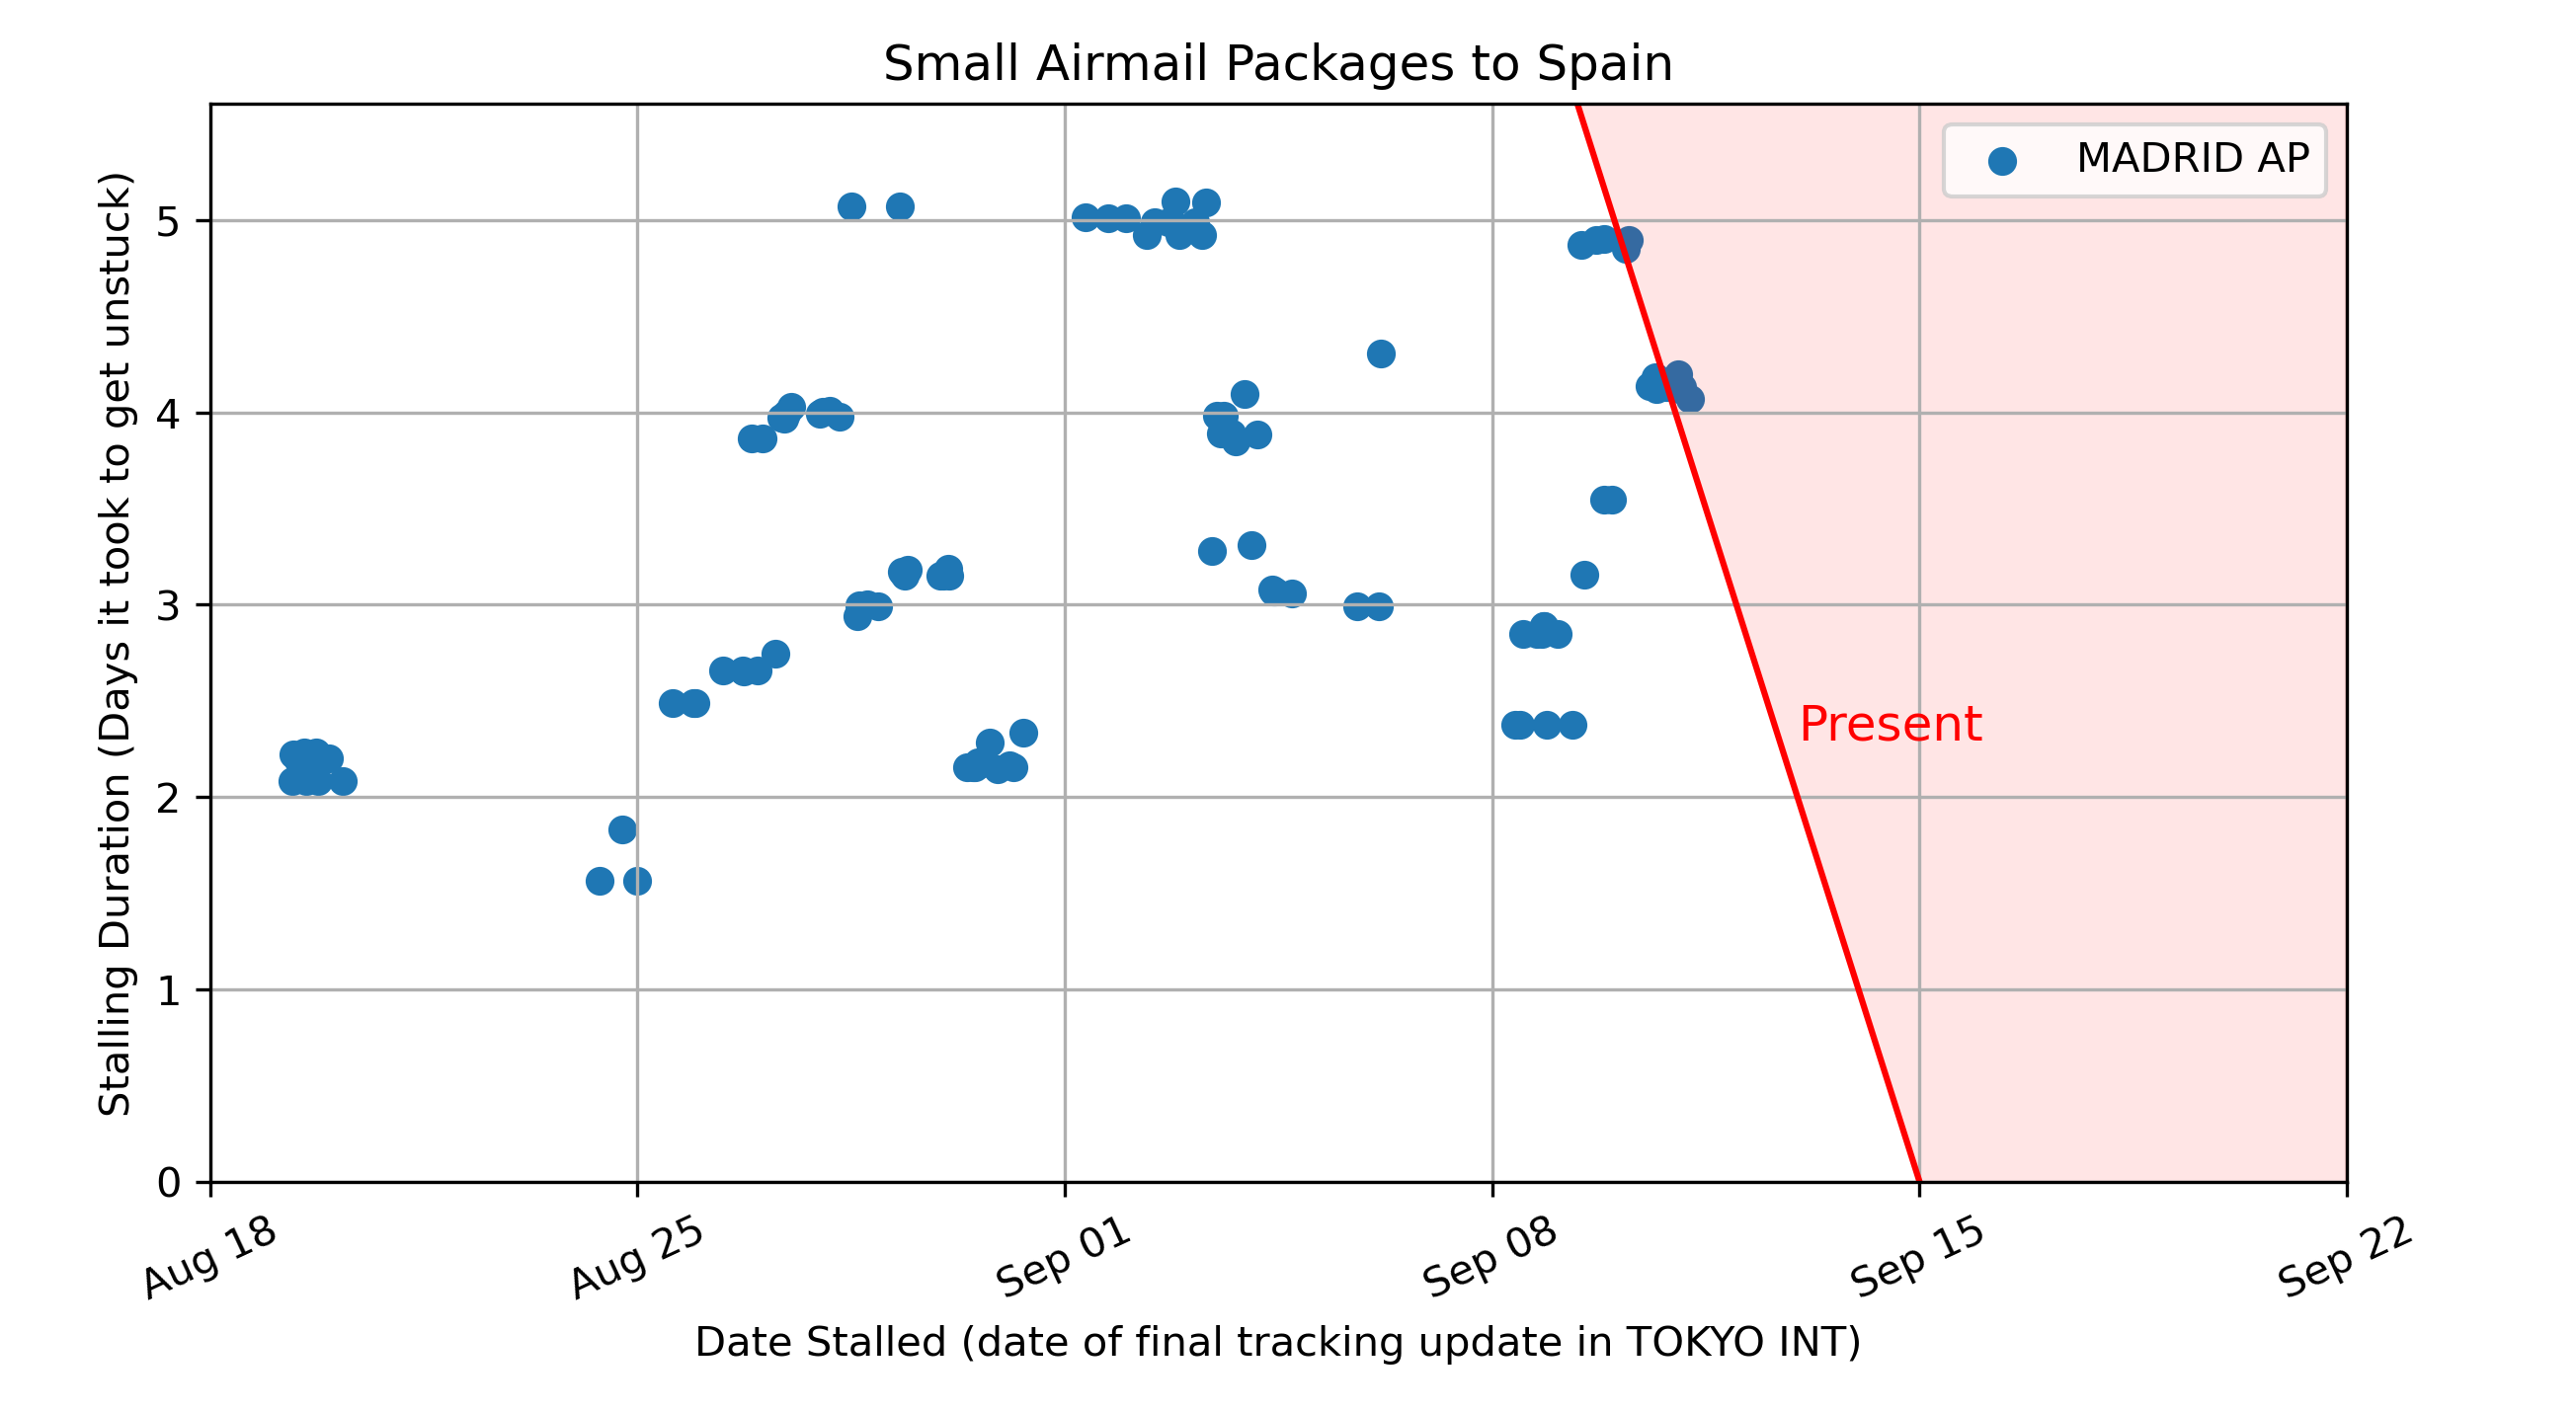 Small Airmail Packages to Spain
MADRID AP
Stalling Duration (Days it took to get unstuck)
5
4
3
2
1
0
Present
Aug 18
Aug 25
Sep 01
Sep 08
Sep 15
Sep 22
Date Stalled (date of final tracking update in TOKYO INT)